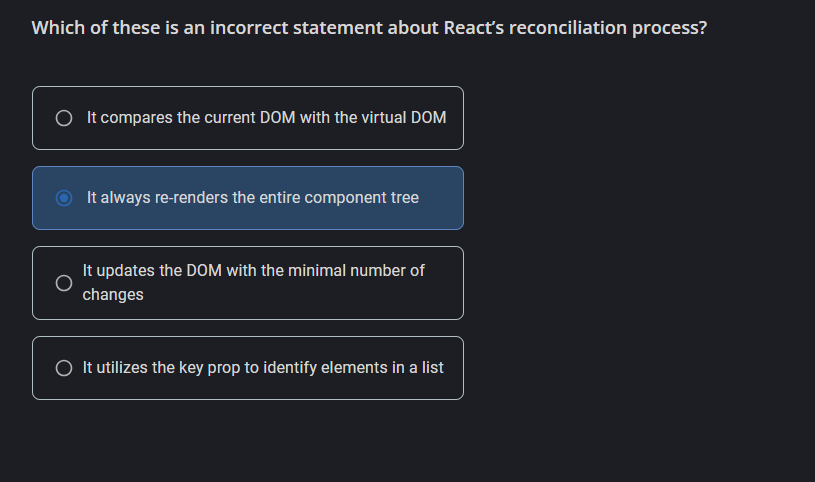 Which of these is an incorrect statement about React’s reconciliation process?
It compares the current DOM with the virtual DOM
It always re-renders the entire component tree
It updates the DOM with the minimal number of
changes
It utilizes the key prop to identify elements in a list